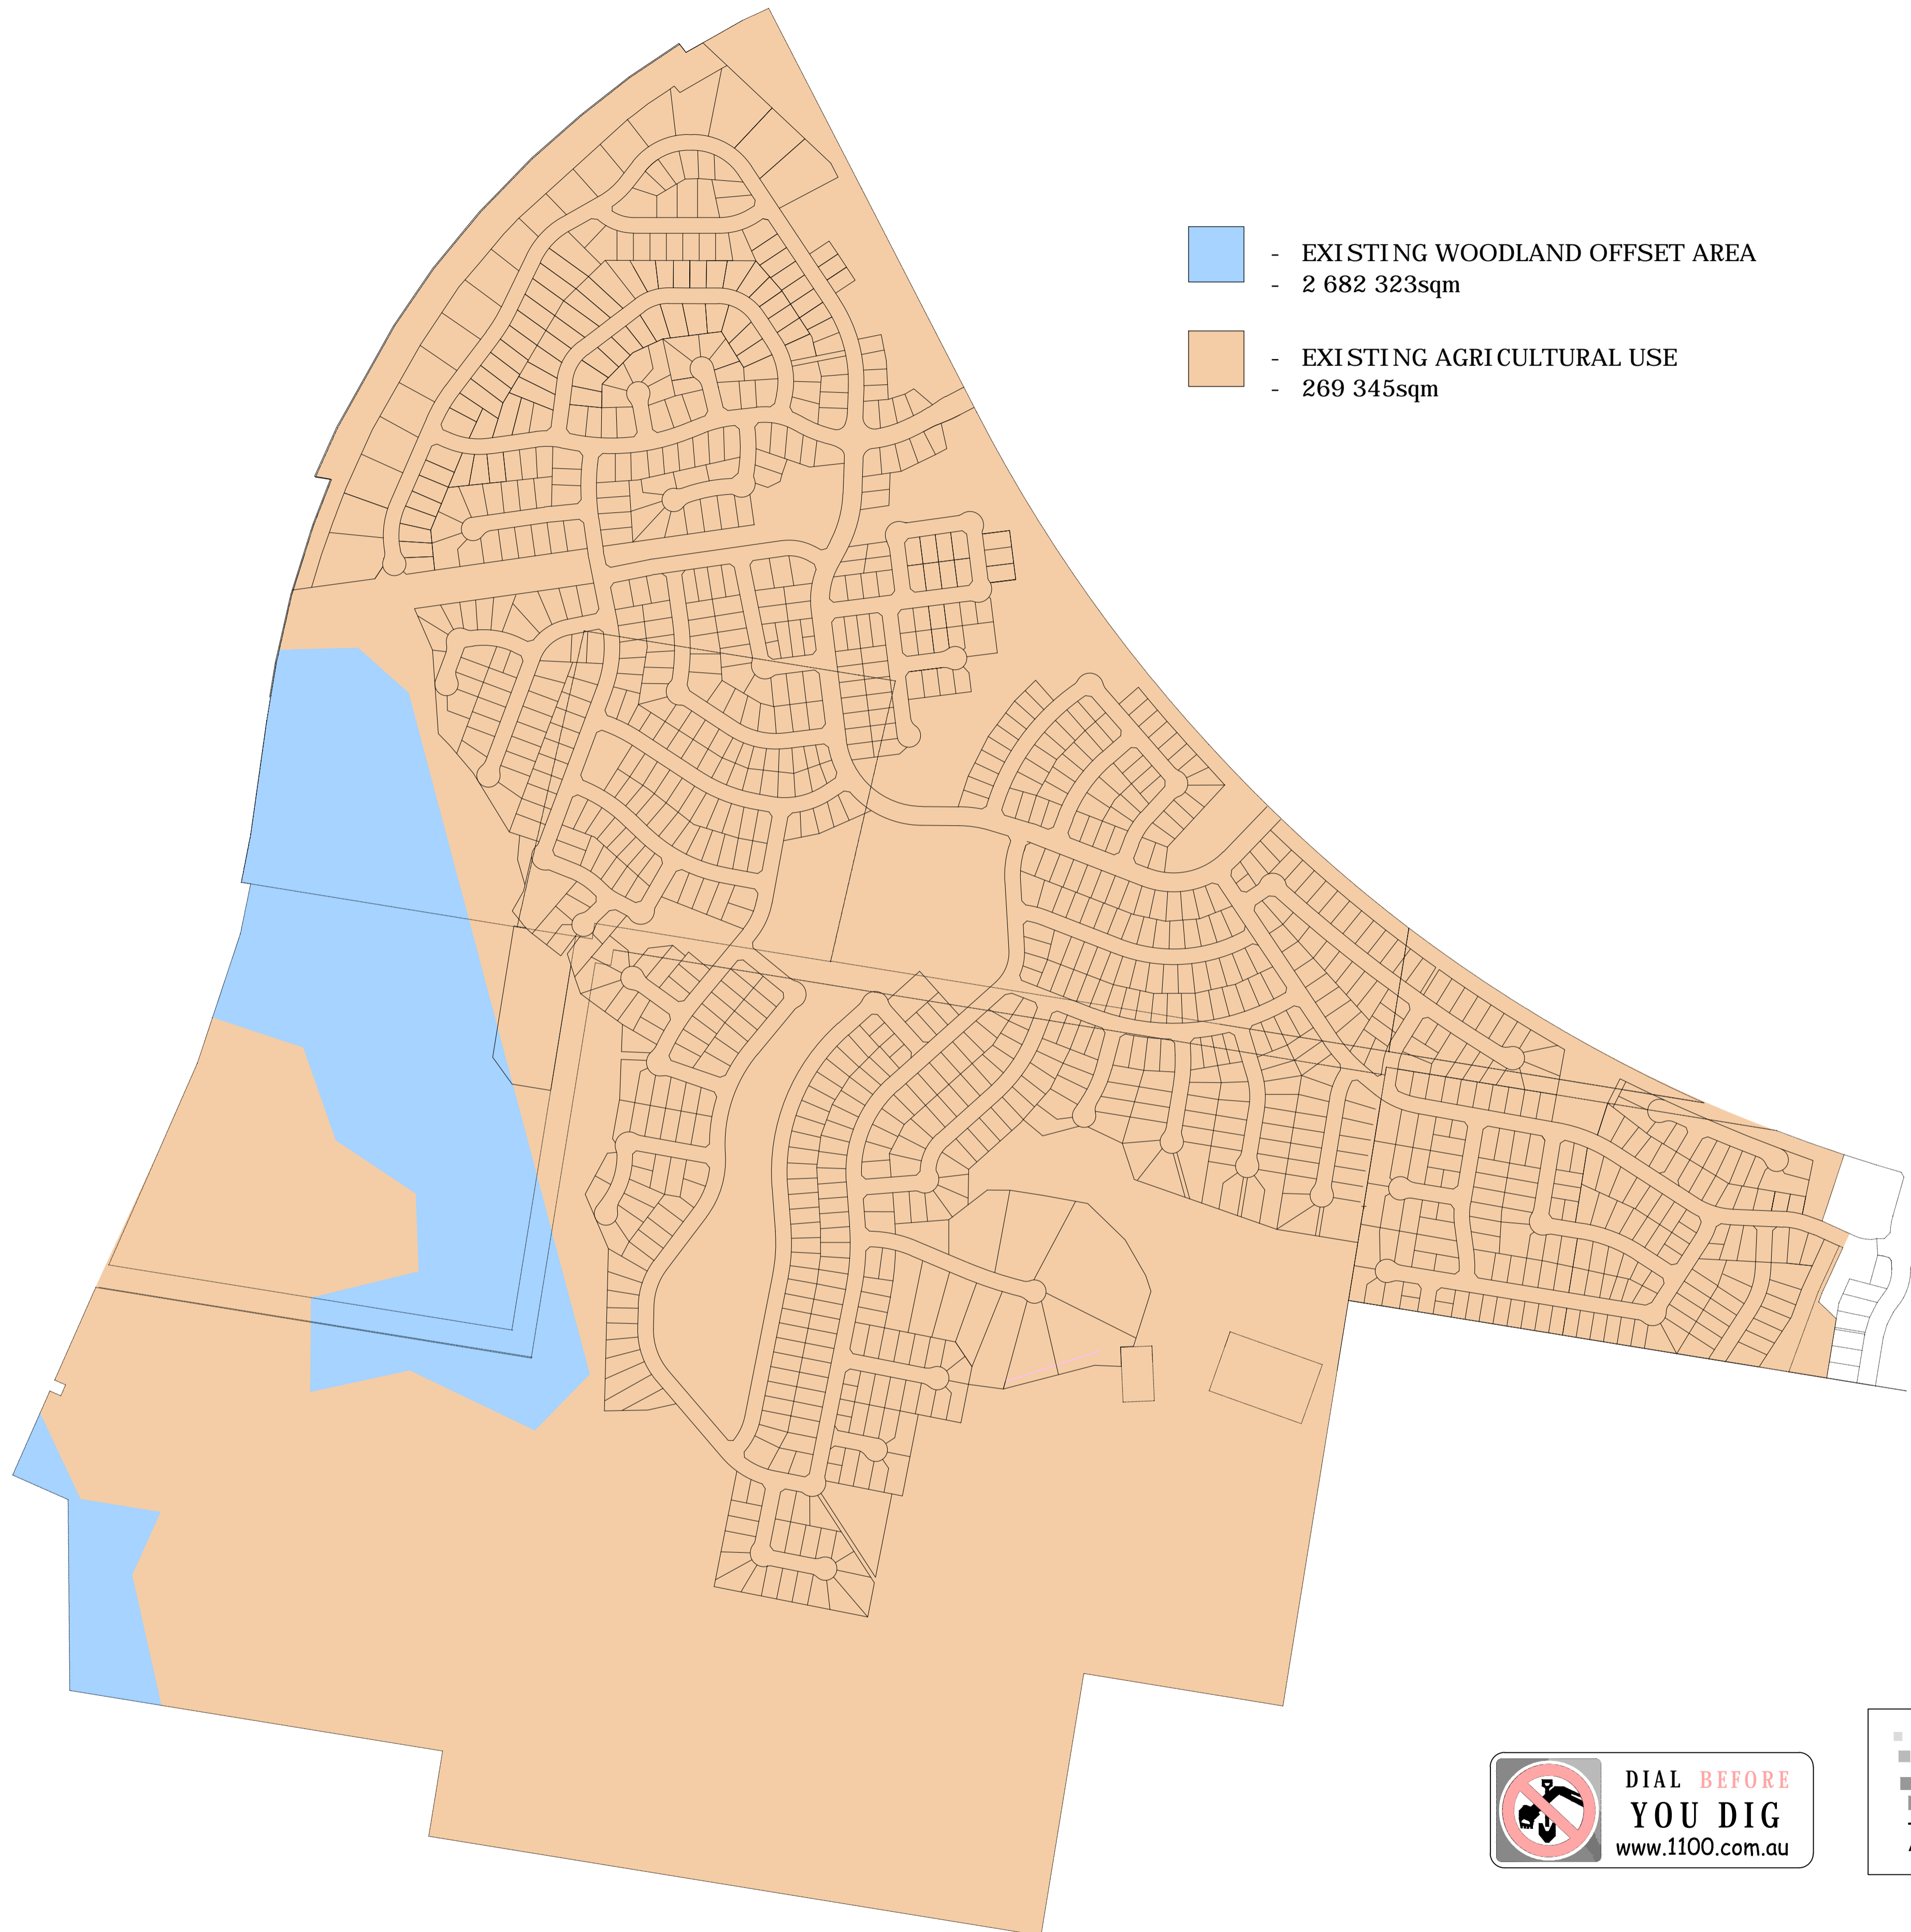 - EXISTING WOODLAND OFFSET AREA
- 2 682 323sqm
- EXISTING AGRICULTURAL USE
- 269 345sqm
DIAL BEFORE
YOU DIG
www.1100.com.au